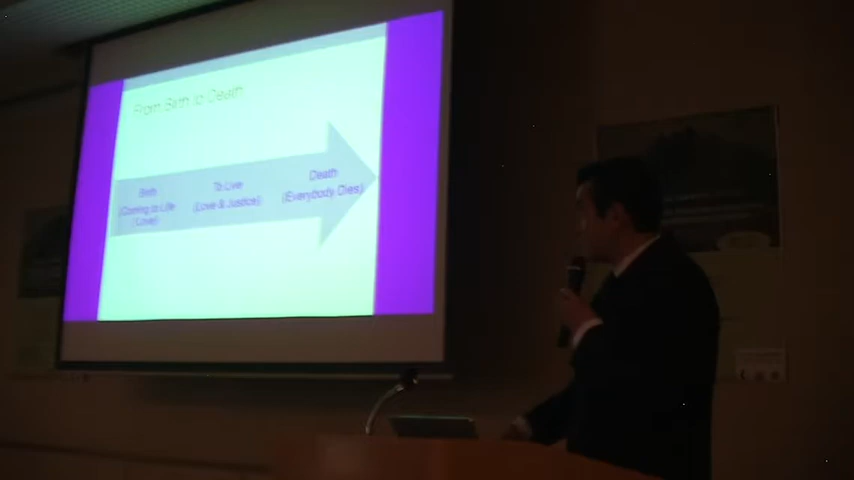 From Birth to Death
Birth
(Coming to Life
/ Love)
To Live
(Love & Justice)
Death
(Everybody Dies)